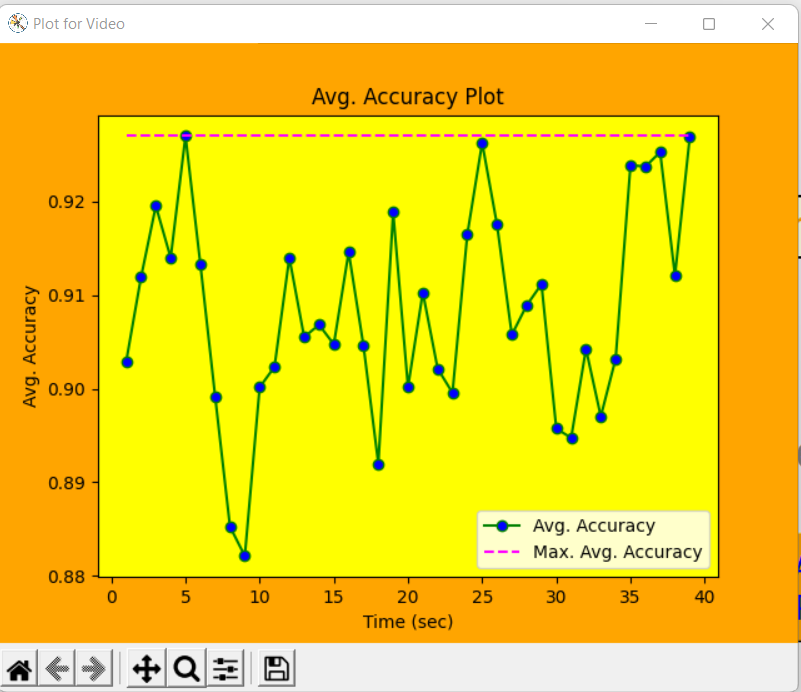 Plot for Video
Avg. Accuracy Plot
0.92
0.91
0.90
0.89
0.88
Avg. Accuracy
Avg. Accuracy
Max. Avg. Accuracy
0 5 10 15 20 25 30 35 40
Time (sec)